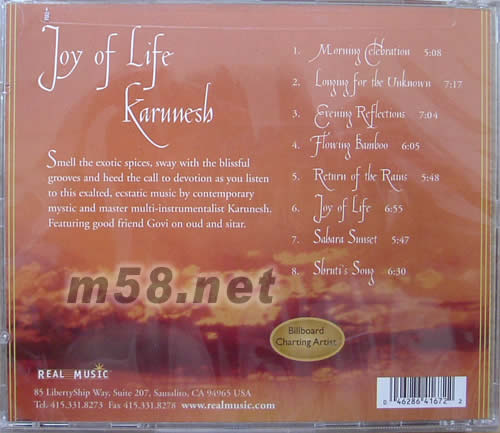 Joy of Life
Karunesh
Smell the exotic spices, sway with the blissful
grooves and heed the call to devotion as you listen
to this exalted, ecstatic music by contemporary
mystic and master multi-instrumentalist Karunesh.
Featuring good friend Govi on oud and sitar.
1. Morning Celebration 5:08
2. Longing for the Unknown 7:17
3. Evening Reflections 7:04
4. Flowing Bamboo 6:05
5. Return of the Rains 5:48
6. Joy of Life 6:55
7. Sahara Sunset 5:47
8. Shruti's Song 6:30
m58.net
Billboard
Charting Artist
REAL MUSIC
85 LibertyShip Way, Suite 207, Sausalito, CA 94965 USA
Tel. 415.331.8273 Fax 415.331.8278 www.realmusic.com
0 46286 41672 2